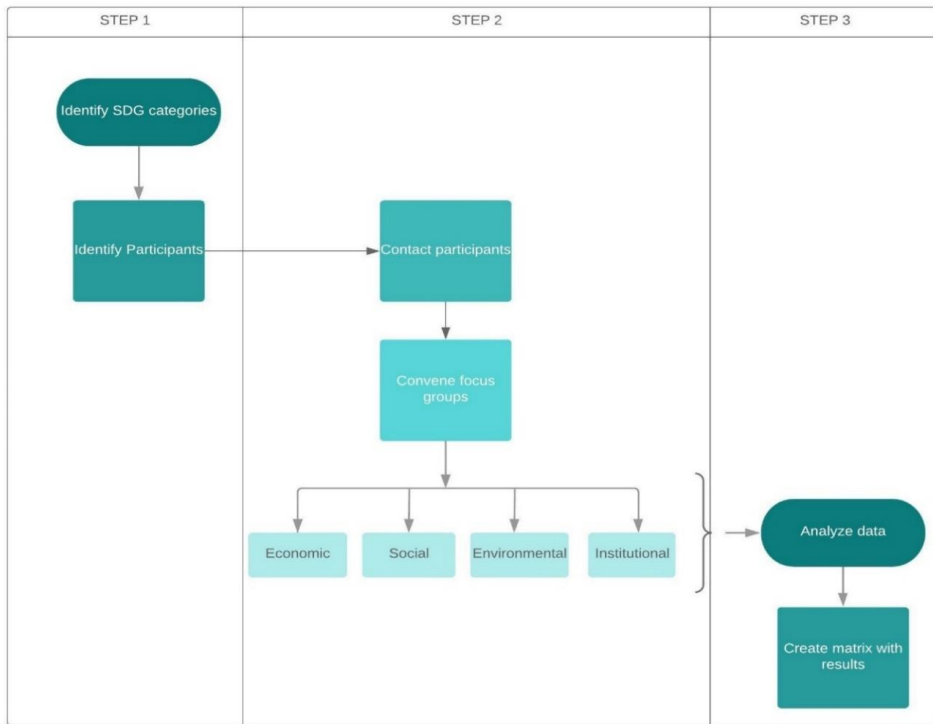 STEP 1
STEP 2
STEP 3
Identify SDG categories
Identify Participants
Contact participants
Convene focus
groups
Economic
Social
Environmental
Institutional
Analyze data
Create matrix with
results